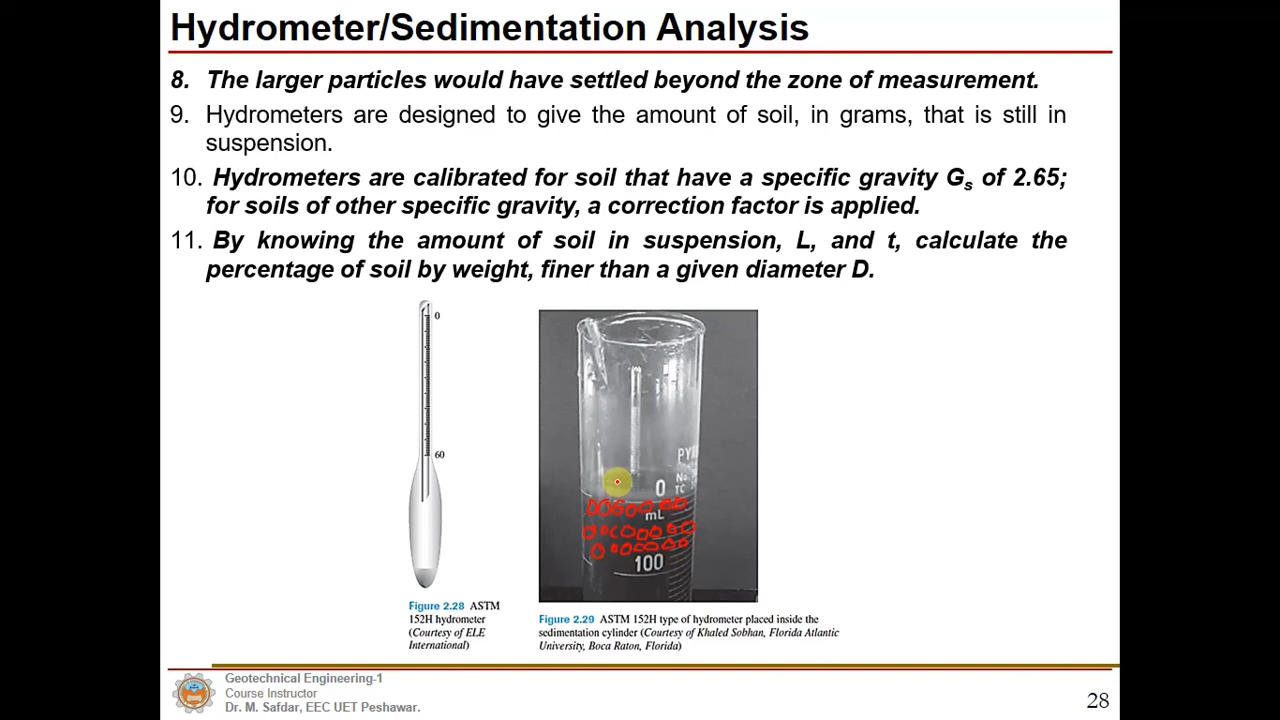 Hydrometer/Sedimentation Analysis
8. The larger particles would have settled beyond the zone of measurement.
9. Hydrometers are designed to give the amount of soil, in grams, that is still in
suspension.
10. Hydrometers are calibrated for soil that have a specific gravity Gs of 2.65;
for soils of other specific gravity, a correction factor is applied.
11. By knowing the amount of soil in suspension, L, and t, calculate the
percentage of soil by weight, finer than a given diameter D.
0
60
PY
No
TC
0
mL
100
Figure 2.28 ASTM
152H hydrometer
(Courtesy of ELE
International)
Figure 2.29 ASTM 152H type of hydrometer placed inside the
sedimentation cylinder (Courtesy of Khaled Sobhan, Florida Atlantic
University, Boca Raton, Florida)
Geotechnical Engineering-1
Course Instructor
Dr. M. Safdar, EEC UET Peshawar.
28